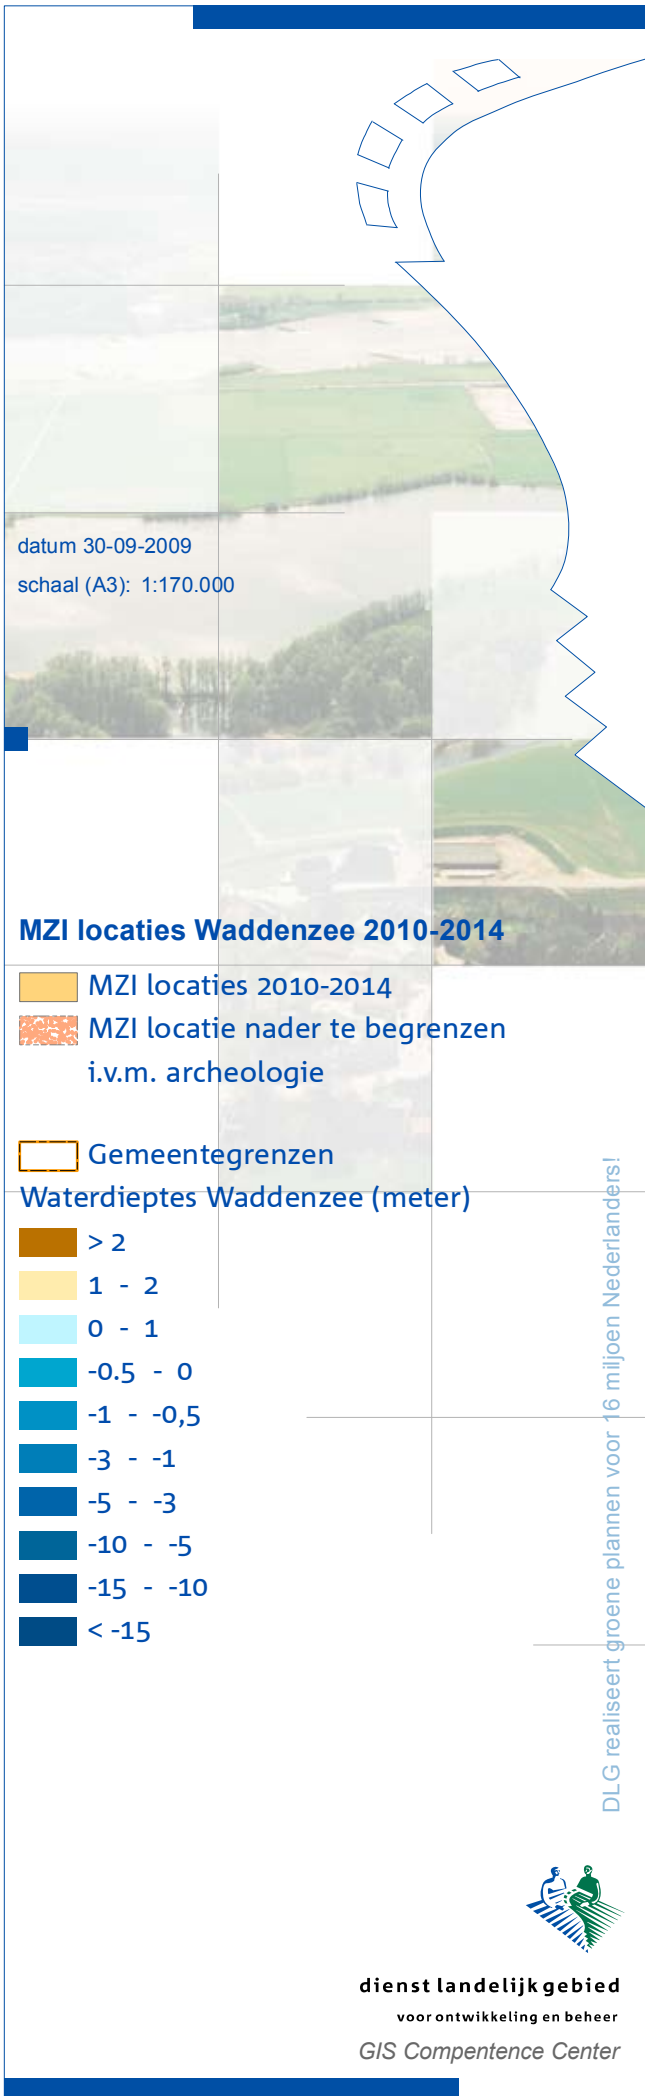 datum 30-09-2009
schaal (A3): 1:170.000
MZI locaties Waddenzee 2010-2014
MZI locaties 2010-2014
MZI locatie nader te begrenzen
i.v.m. archeologie
Gemeentegrenzen
Waterdieptes Waddenzee (meter)
> 2
1 - 2
0 - 1
-0.5 - 0
-1 - -0,5
-3 - -1
-5 - -3
-10 - -5
-15 - -10
< -15
DLG realiseert groene plannen voor 16 miljoen Nederlanders!
dienst landelijk gebied
voor ontwikkeling en beheer
GIS Compentence Center